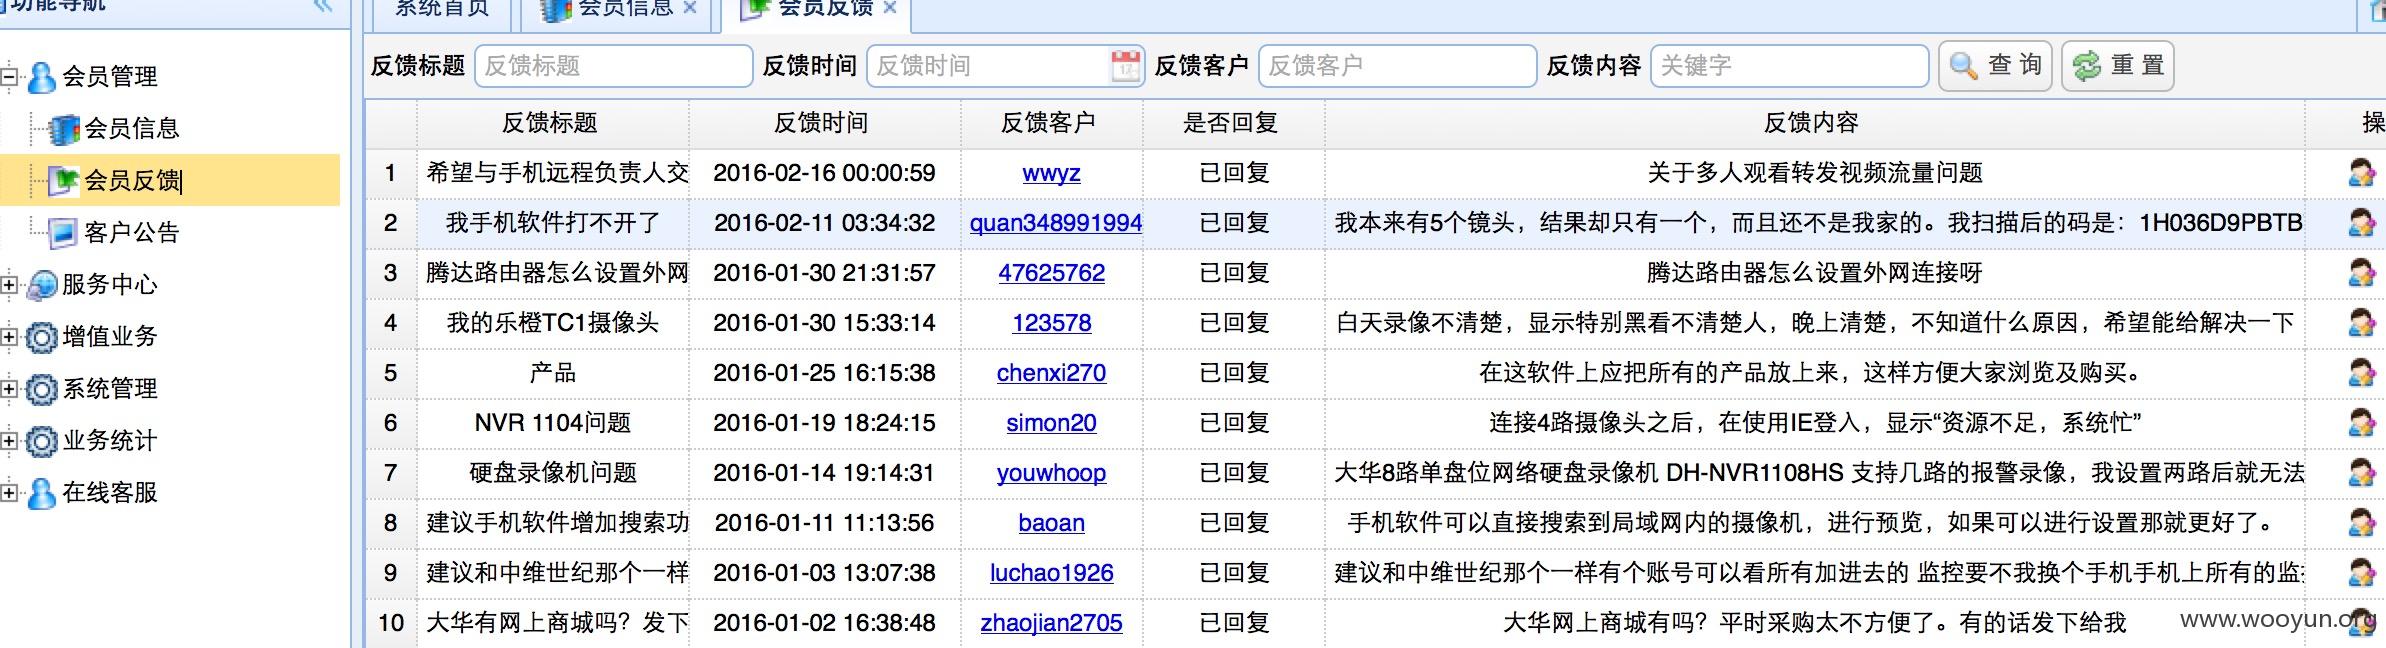 功能导航
系统首页 会员信息 会员反馈
会员管理
会员信息
会员反馈
客户公告
服务中心
增值业务
系统管理
业务统计
在线客服
反馈标题 反馈标题 反馈时间 反馈时间 反馈客户 反馈客户 反馈内容 关键字 查 询 重 置
反馈标题 反馈时间 反馈客户 是否回复 反馈内容 操
1 希望与手机远程负责人交 2016-02-16 00:00:59 wwyz 已回复 关于多人观看转发视频流量问题
2 我手机软件打不开了 2016-02-11 03:34:32 quan348991994 已回复 我本来有5个镜头，结果却只有一个，而且还不是我家的。我扫描后的码是：1H036D9PBTB
3 腾达路由器怎么设置外网 2016-01-30 21:31:57 47625762 已回复 腾达路由器怎么设置外网连接呀
4 我的乐橙TC1摄像头 2016-01-30 15:33:14 123578 已回复 白天录像不清楚，显示特别黑看不清楚人，晚上清楚，不知道什么原因，希望能给解决一下
5 产品 2016-01-25 16:15:38 chenxi270 已回复 在这软件上应把所有的产品放上来，这样方便大家浏览及购买。
6 NVR 1104问题 2016-01-19 18:24:15 simon20 已回复 连接4路摄像头之后，在使用IE登入，显示“资源不足，系统忙”
7 硬盘录像机问题 2016-01-14 19:14:31 youwhoop 已回复 大华8路单盘位网络硬盘录像机 DH-NVR1108HS 支持几路的报警录像，我设置两路后就无法
8 建议手机软件增加搜索功 2016-01-11 11:13:56 baoan 已回复 手机软件可以直接搜索到局域网内的摄像机，进行预览，如果可以进行设置那就更好了。
9 建议和中维世纪那个一样 2016-01-03 13:07:38 luchao1926 已回复 建议和中维世纪那个一样有个账号可以看所有加进去的 监控要不我换个手机手机上所有的监
10 大华有网上商城吗？发下 2016-01-02 16:38:48 zhaojian2705 已回复 大华网上商城有吗？平时采购太不方便了。有的话发下给我
www.wooyun.org